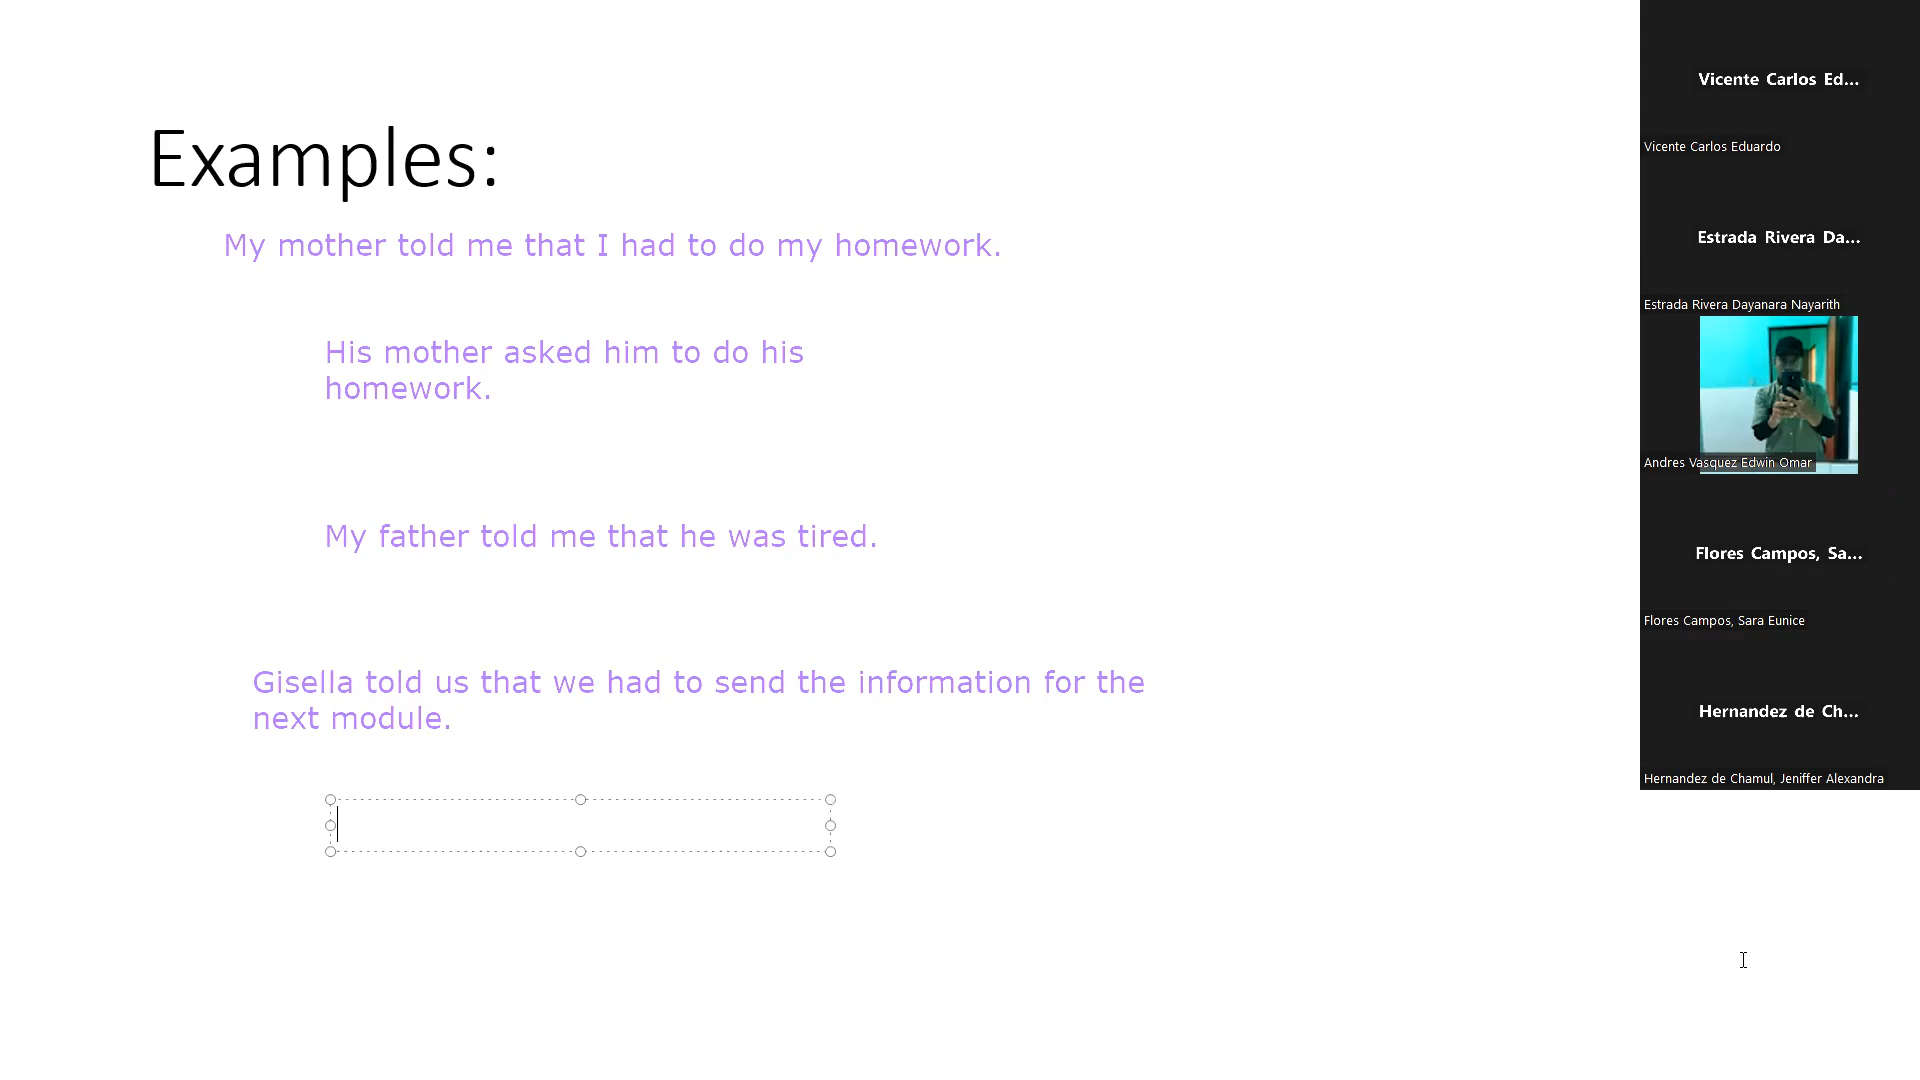 Examples:
My mother told me that I had to do my homework.
His mother asked him to do his
homework.
My father told me that he was tired.
Gisella told us that we had to send the information for the
next module.
Vicente Carlos Ed...
Vicente Carlos Eduardo
Estrada Rivera Da...
Estrada Rivera Dayanara Nayarith
Andres Vasquez Edwin Omar
Flores Campos, Sa...
Flores Campos, Sara Eunice
Hernandez de Ch...
Hernandez de Chamul, Jeniffer Alexandra